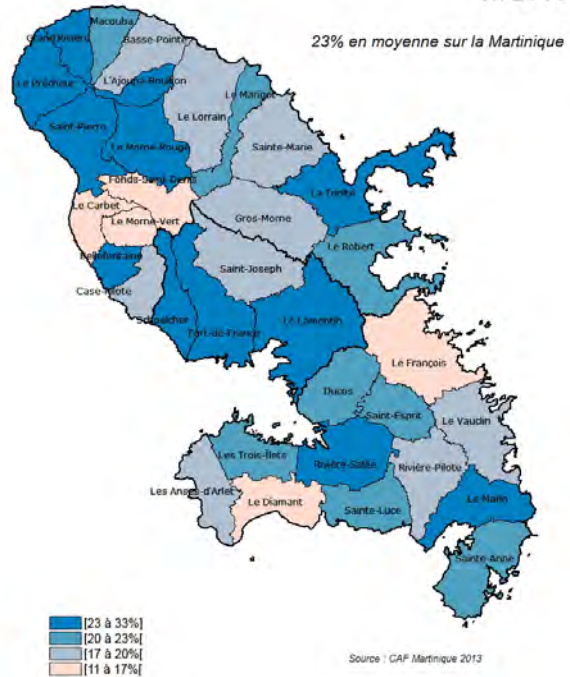 23% en moyenne sur la Martinique
Macouba
Grand-Rivière
Basse-Pointe
Le Prêcheur
L'Ajoupa-Bouillon
Le Marigot
Saint-Pierre
Le Lorrain
Le Morne-Rouge
Sainte-Marie
Fonds-Saint-Denis
La Trinité
Le Carbet
Le Morne-Vert
Gros-Morne
Le Robert
Bellefontaine
Saint-Joseph
Case-Pilote
Schoelcher
Fort-de-France
Le Lamentin
Le François
Ducos
Saint-Esprit
Le Vauclin
Les Trois-Îlets
Rivière-Salée
Rivière-Pilote
Les Anses-d'Arlet
Le Diamant
Le Marin
Sainte-Luce
Sainte-Anne
[23 à 33%]
[20 à 23%[
[17 à 20%[
[11 à 17%[
Source : CAF Martinique 2013